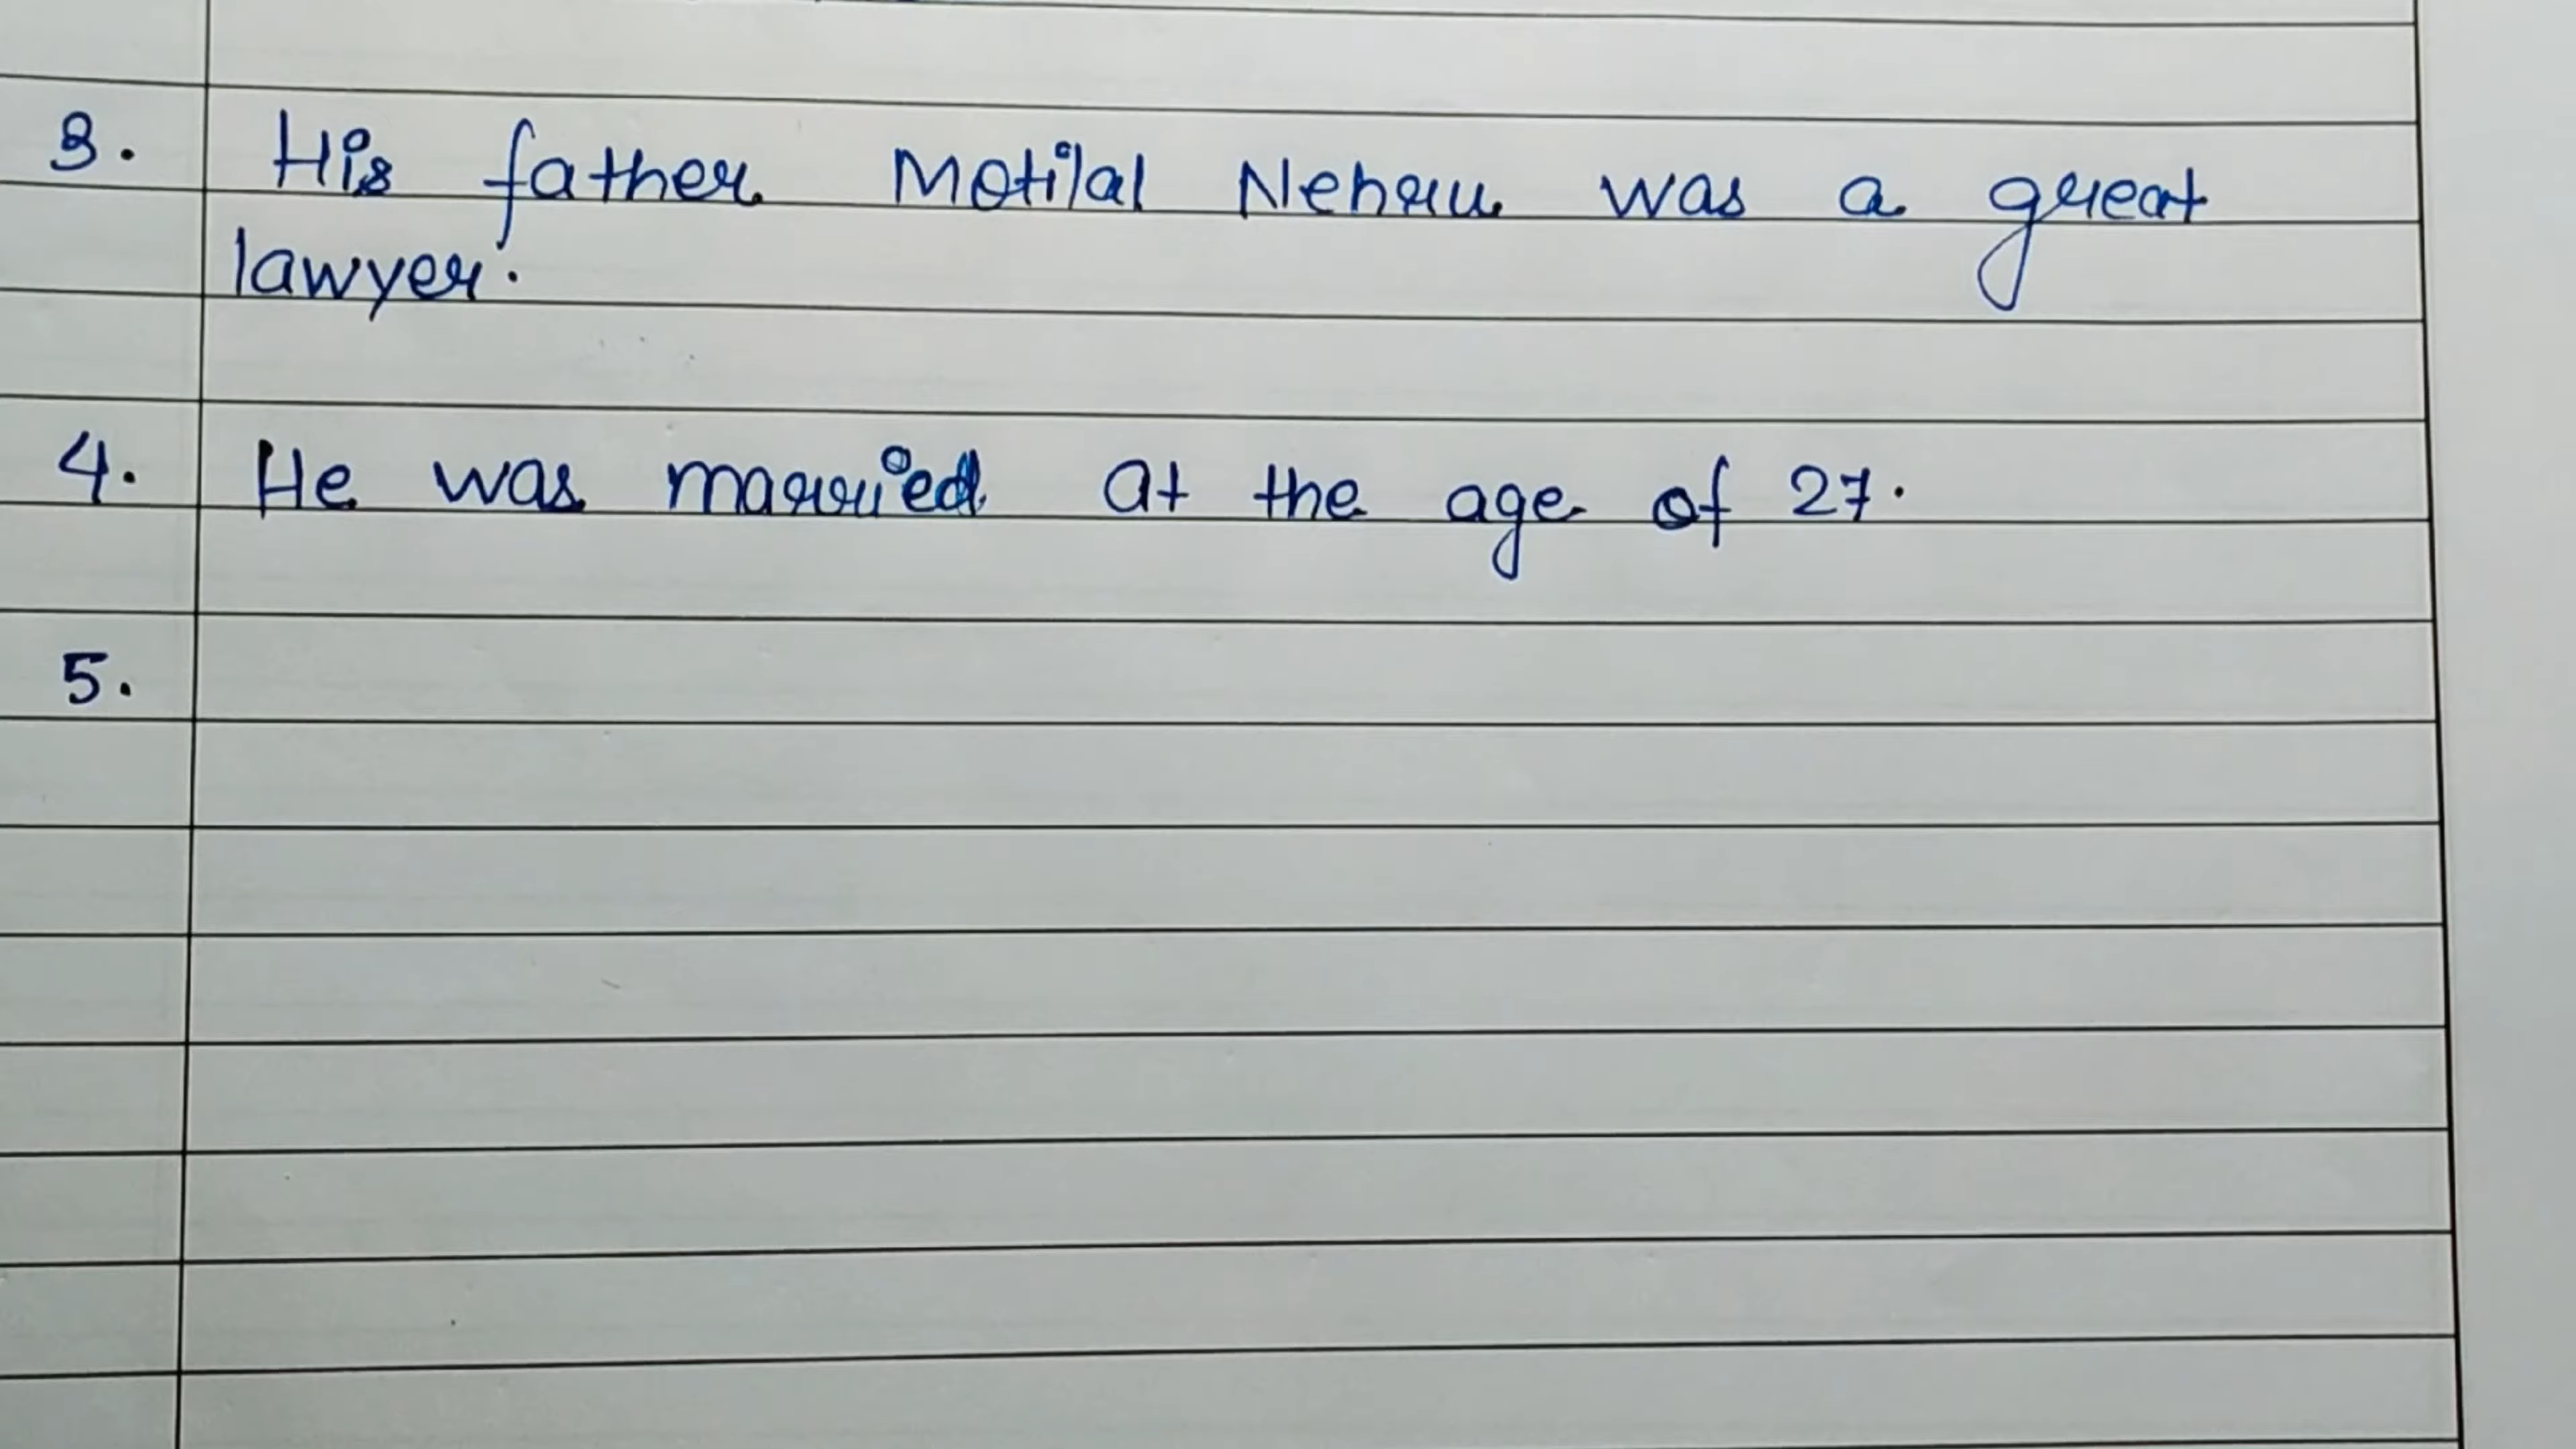 3. His father Motilal Nehru was a great
lawyer.
4. He was married at the age of 27.
5.